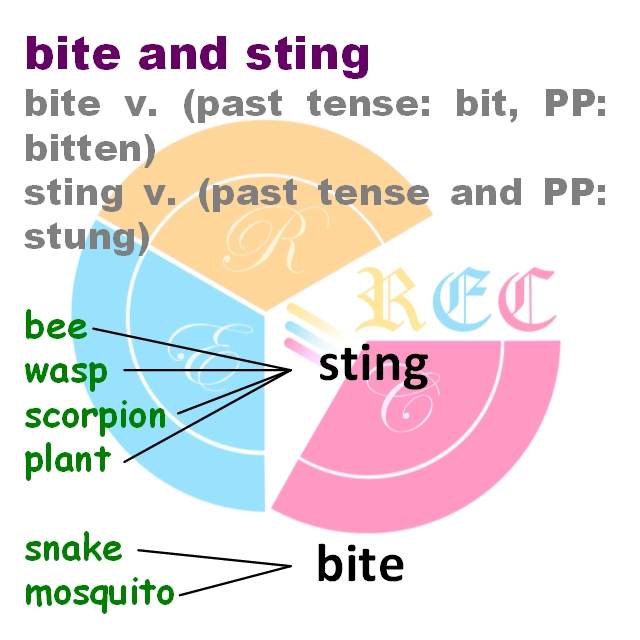 bite and sting
bite v. (past tense: bit, PP:
bitten)
sting v. (past tense and PP:
stung)
R
REC
E
C
bee
wasp
scorpion
plant
sting
snake
mosquito
bite